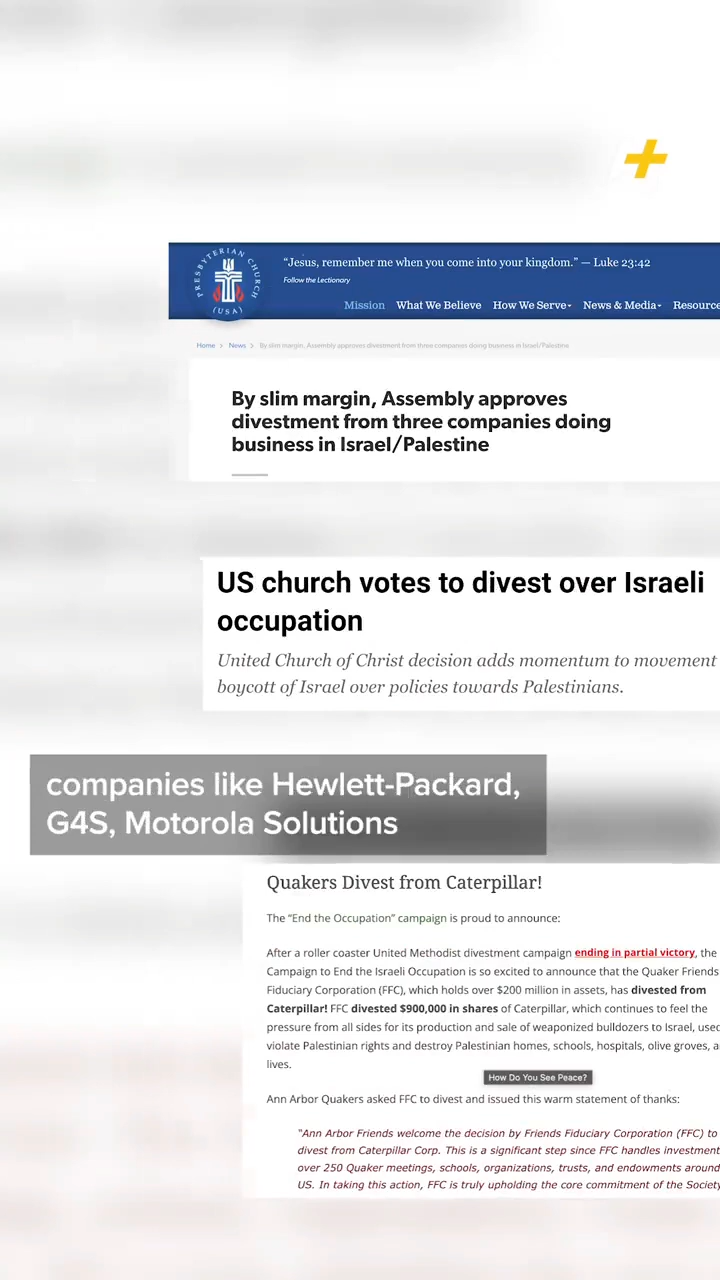 PRESBYTERIAN CHURCH
(USA)
“Jesus, remember me when you come into your kingdom.” — Luke 23:42
Follow the Lectionary
Mission What We Believe How We Serve News & Media Resource
Home > News > By slim margin, Assembly approves divestment from three companies doing business in Israel/Palestine
By slim margin, Assembly approves
divestment from three companies doing
business in Israel/Palestine
US church votes to divest over Israeli
occupation
United Church of Christ decision adds momentum to movement
boycott of Israel over policies towards Palestinians.
companies like Hewlett-Packard,
G4S, Motorola Solutions
Quakers Divest from Caterpillar!
The “End the Occupation” campaign is proud to announce:
After a roller coaster United Methodist divestment campaign ending in partial victory, the
Campaign to End the Israeli Occupation is so excited to announce that the Quaker Friends
Fiduciary Corporation (FFC), which holds over $200 million in assets, has divested from
Caterpillar! FFC divested $900,000 in shares of Caterpillar, which continues to feel the
pressure from all sides for its production and sale of weaponized bulldozers to Israel, used
violate Palestinian rights and destroy Palestinian homes, schools, hospitals, olive groves, a
lives.
How Do You See Peace?
Ann Arbor Quakers asked FFC to divest and issued this warm statement of thanks:
“Ann Arbor Friends welcome the decision by Friends Fiduciary Corporation (FFC) to
divest from Caterpillar Corp. This is a significant step since FFC handles investment
over 250 Quaker meetings, schools, organizations, trusts, and endowments around
US. In taking this action, FFC is truly upholding the core commitment of the Society